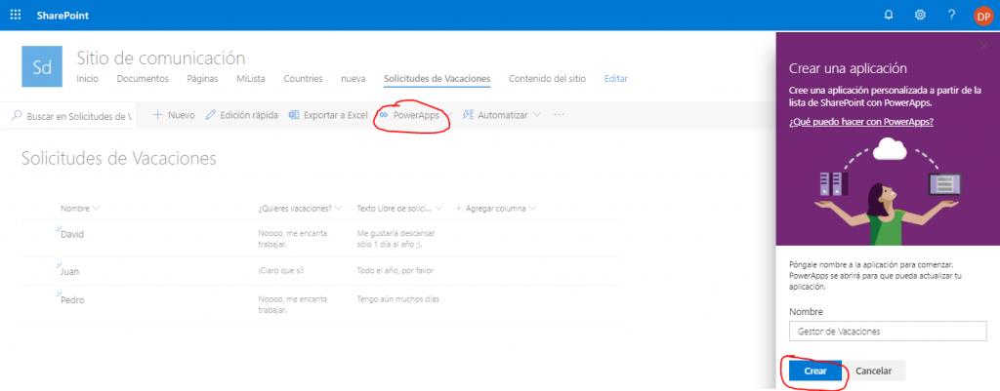 SharePoint
DP
Sd
Sitio de comunicación
Inicio Documentos Páginas MiLista Countries nueva Solicitudes de Vacaciones Contenido del sitio Editar
Buscar en Solicitudes de V
+ Nuevo Edición rápida Exportar a Excel PowerApps Automatizar ···
Solicitudes de Vacaciones
Nombre ¿Quieres vacaciones? Texto Libre de solici... + Agregar columna
David Noooo, me encanta trabajar. Me gustaría descansar sólo 1 día al año ;).
Juan ¡Claro que sí! Todo el año, por favor
Pedro Noooo, me encanta trabajar. Tengo aún muchos días
Crear una aplicación
Cree una aplicación personalizada a partir de la
lista de SharePoint con PowerApps.
¿Qué puedo hacer con PowerApps?
Póngale nombre a la aplicación para comenzar.
PowerApps se abrirá para que pueda actualizar tu
aplicación.
Nombre
Gestor de Vacaciones
Crear Cancelar